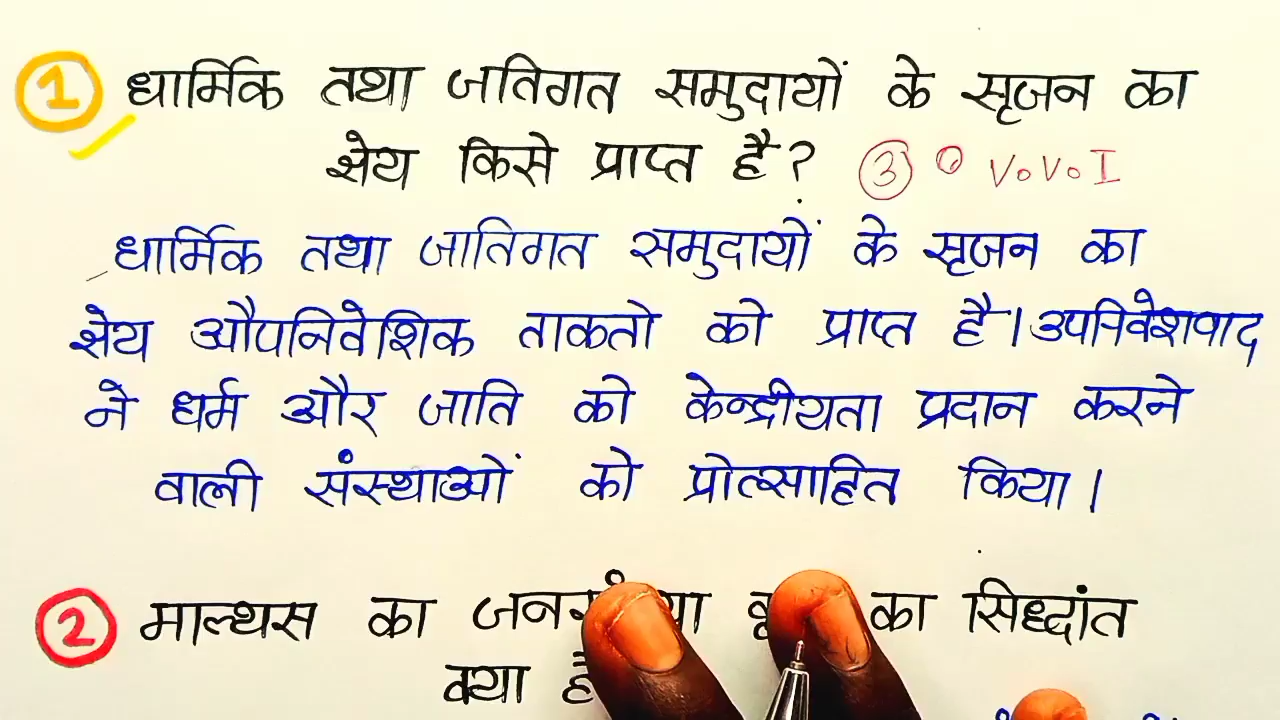 1 धार्मिक तथा जतिगत समुदायों के सृजन का
श्रेय किसे प्राप्त है? 3 V.V.I
धार्मिक तथा जातिगत समुदायों के सृजन का
श्रेय औपनिवेशिक ताकतो को प्राप्त है। उपनिवेशवाद
ने धर्म और जाति को केन्द्रीयता प्रदान करने
वाली संस्थाओं को प्रोत्साहित किया।
2 माल्थस का का सिध्दांत
क्या